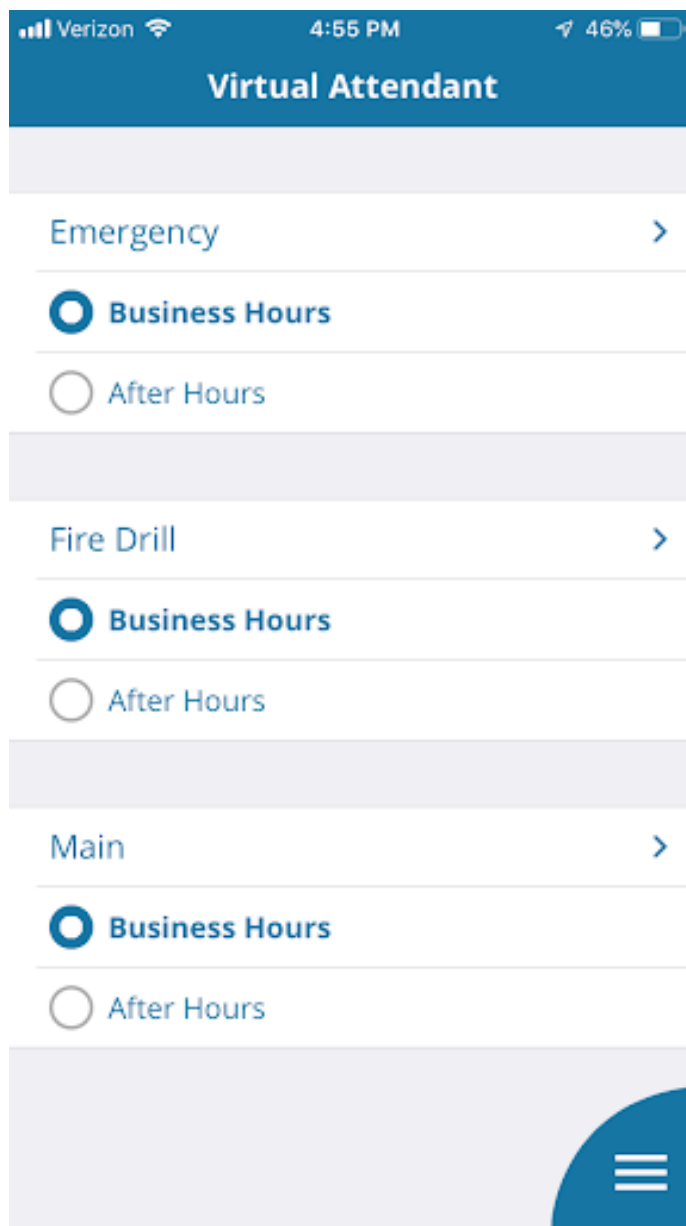 Verizon 4:55 PM 46%
Virtual Attendant
Emergency
Business Hours
After Hours
Fire Drill
Business Hours
After Hours
Main
Business Hours
After Hours